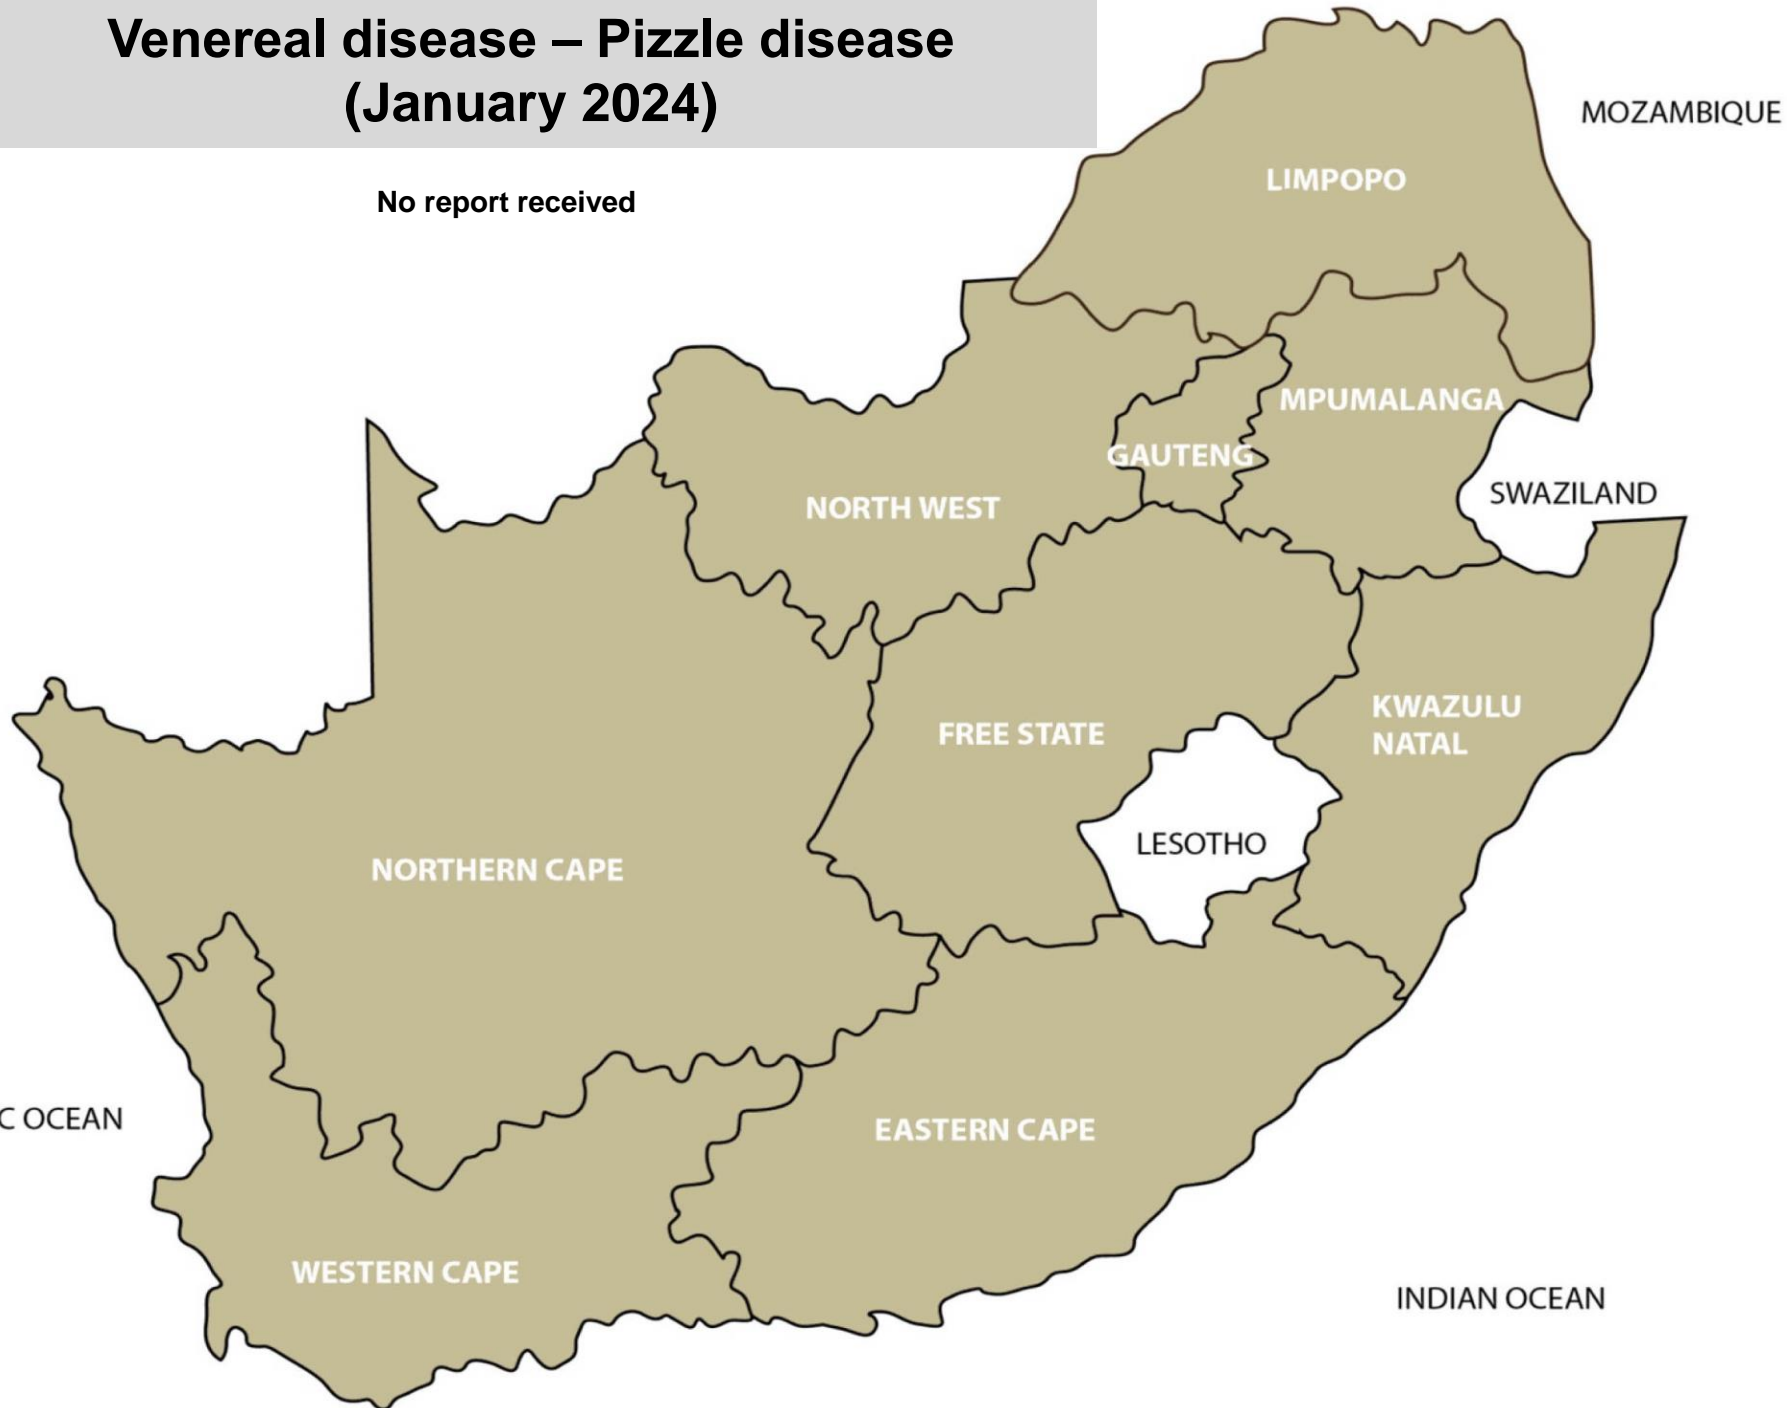 Venereal disease – Pizzle disease
(January 2024)
MOZAMBIQUE
LIMPOPO
No report received
MPUMALANGA
GAUTENG
SWAZILAND
NORTH WEST
KWAZULU
NATAL
FREE STATE
LESOTHO
NORTHERN CAPE
C OCEAN
EASTERN CAPE
WESTERN CAPE
INDIAN OCEAN